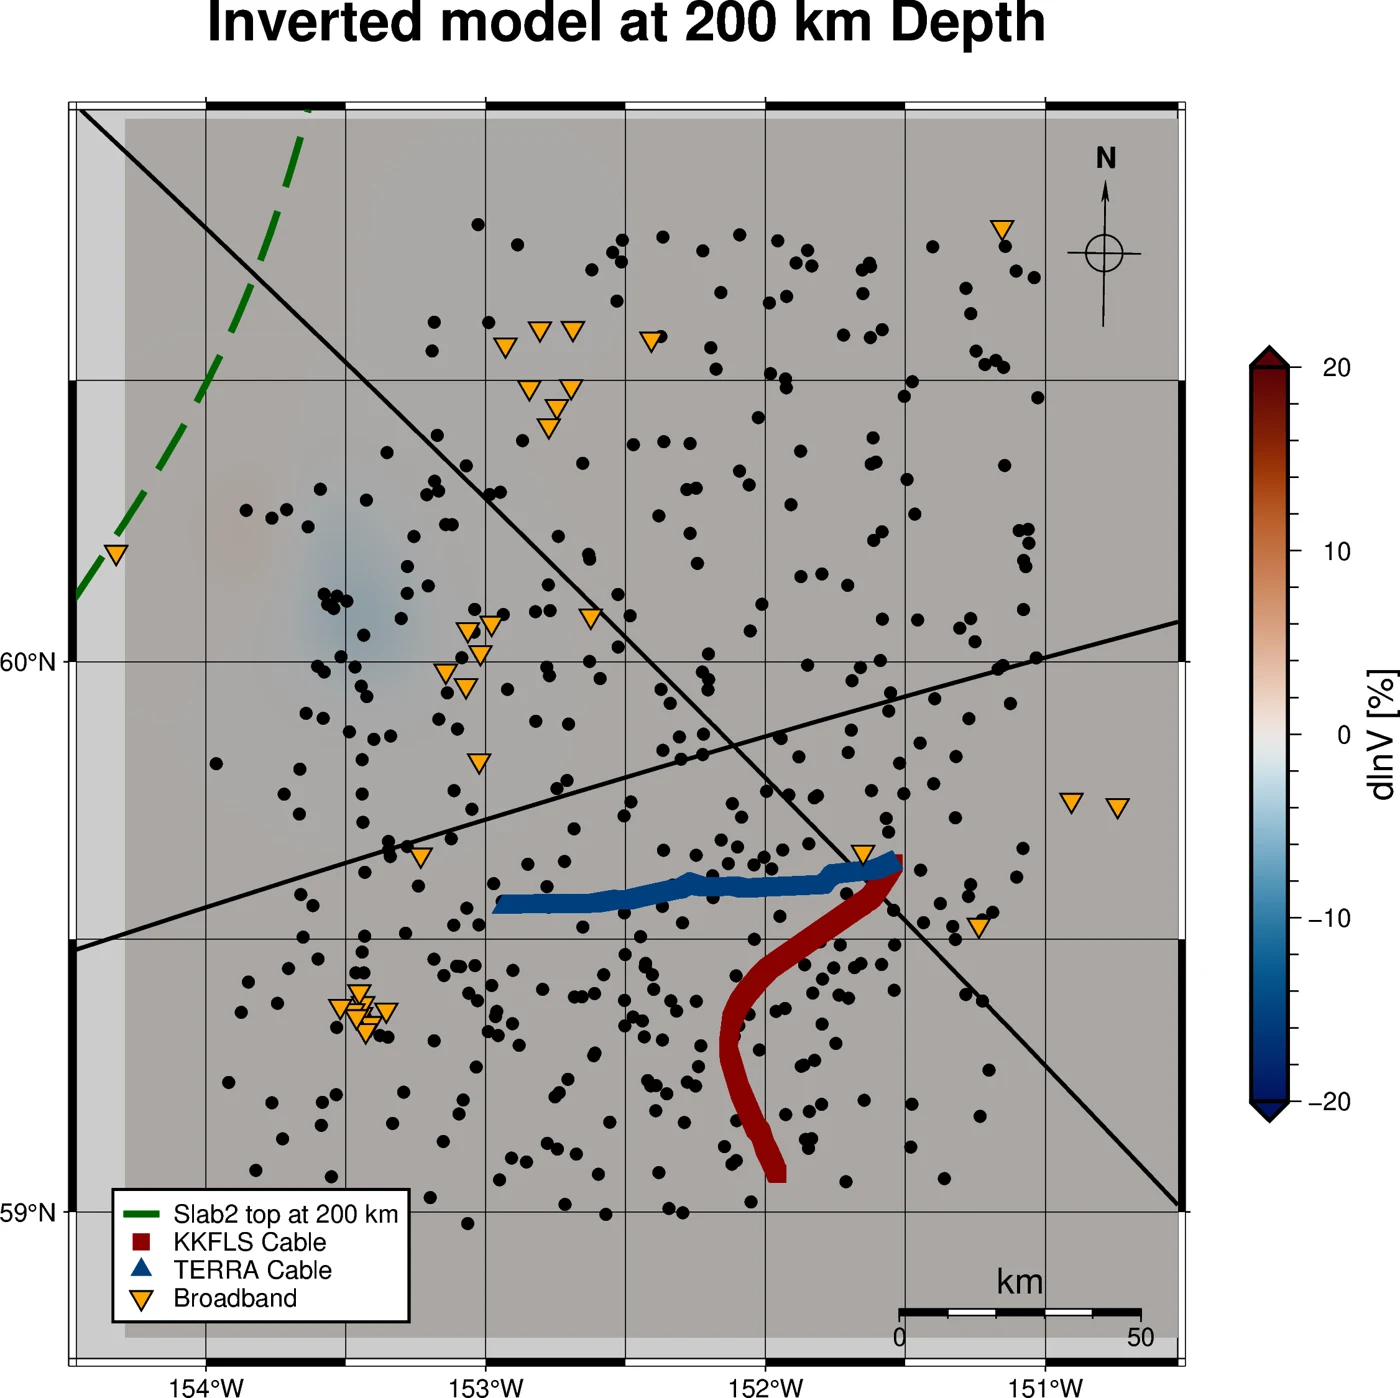 Inverted model at 200 km Depth
N
20
10
0
−10
−20
dlnV [%]
60°N
59°N
Slab2 top at 200 km
KKFLS Cable
TERRA Cable
Broadband
km
0 50
154°W 153°W 152°W 151°W